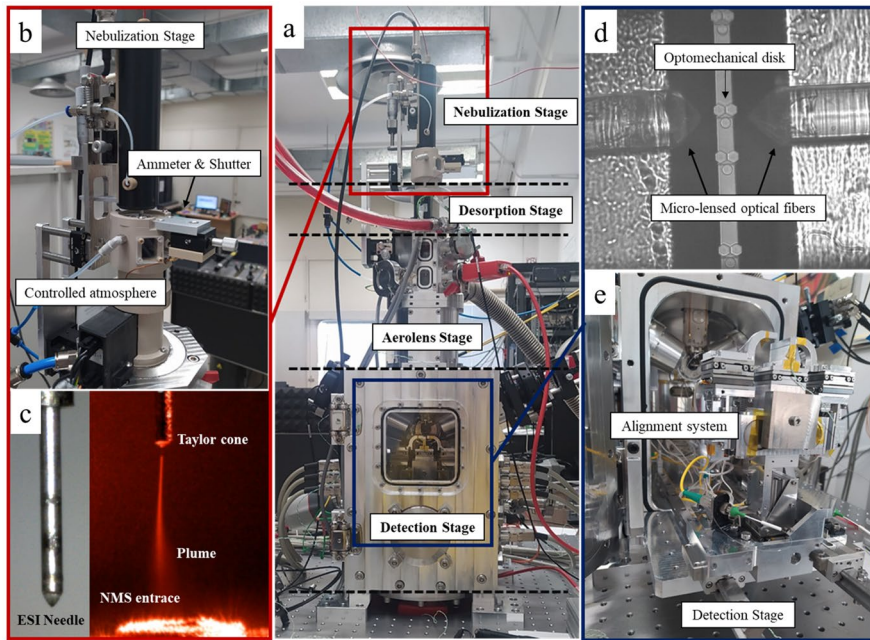 b
Nebulization Stage
Ammeter & Shutter
Controlled atmosphere
c
Taylor cone
Plume
NMS entrace
ESI Needle
a
Nebulization Stage
Desorption Stage
Aerolens Stage
Detection Stage
d
Optomechanical disk
Micro-lensed optical fibers
e
Alignment system
Detection Stage